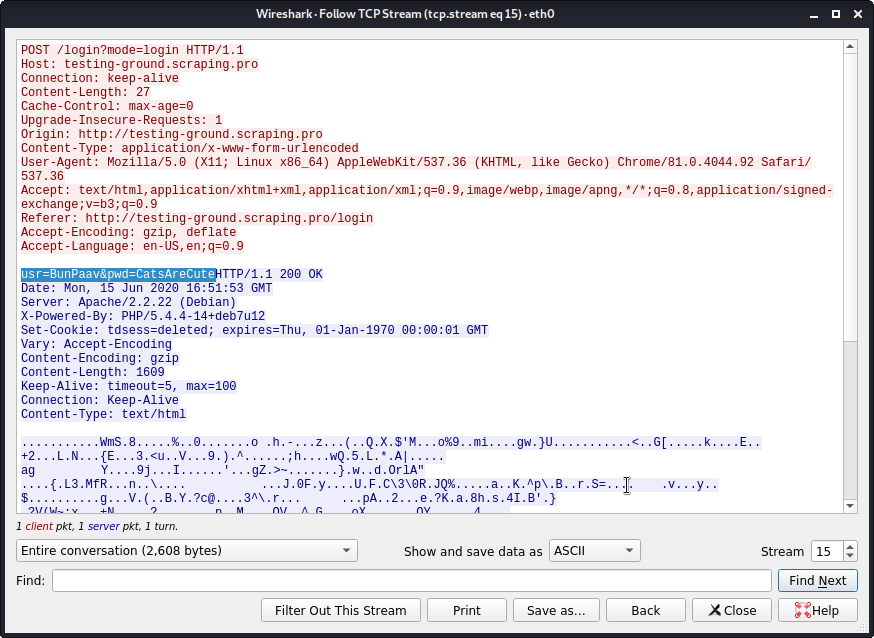 Wireshark · Follow TCP Stream (tcp.stream eq 15) · eth0
POST /login?mode=login HTTP/1.1
Host: testing-ground.scraping.pro
Connection: keep-alive
Content-Length: 27
Cache-Control: max-age=0
Upgrade-Insecure-Requests: 1
Origin: http://testing-ground.scraping.pro
Content-Type: application/x-www-form-urlencoded
User-Agent: Mozilla/5.0 (X11; Linux x86_64) AppleWebKit/537.36 (KHTML, like Gecko) Chrome/81.0.4044.92 Safari/
537.36
Accept: text/html,application/xhtml+xml,application/xml;q=0.9,image/webp,image/apng,*/*;q=0.8,application/signed-
exchange;v=b3;q=0.9
Referer: http://testing-ground.scraping.pro/login
Accept-Encoding: gzip, deflate
Accept-Language: en-US,en;q=0.9
usr=BunPaav&pwd=CatsAreCuteHTTP/1.1 200 OK
Date: Mon, 15 Jun 2020 16:51:53 GMT
Server: Apache/2.2.22 (Debian)
X-Powered-By: PHP/5.4.4-14+deb7u12
Set-Cookie: tdsess=deleted; expires=Thu, 01-Jan-1970 00:00:01 GMT
Vary: Accept-Encoding
Content-Encoding: gzip
Content-Length: 1609
Keep-Alive: timeout=5, max=100
Connection: Keep-Alive
Content-Type: text/html
...........WmS.8.....%..0.......o .h.-...z...(..Q.X.$'M...o%9..mi....gw.}U..........<..G[.....k....E..
+2...L.N...{E...3.<u..V...9.).^......;h....wQ.5.L.*.A|.....
ag Y....9j...I......'...gZ.>~.......}.w..d.OrlA"
....{.L3.MfR...n..\.... ...J.0F.y....U.F.C\3\0R.JQ%.....a..K.^p\.B..r.S=.... .v...y..
$..........g...V.(..B.Y.?c@....3^\.r... ...pA..2...e.?K.a.8h.s.4I.B'.}
1 client pkt, 1 server pkt, 1 turn.
Entire conversation (2,608 bytes) Show and save data as ASCII Stream 15
Find: Find Next
Filter Out This Stream Print Save as... Back Close Help